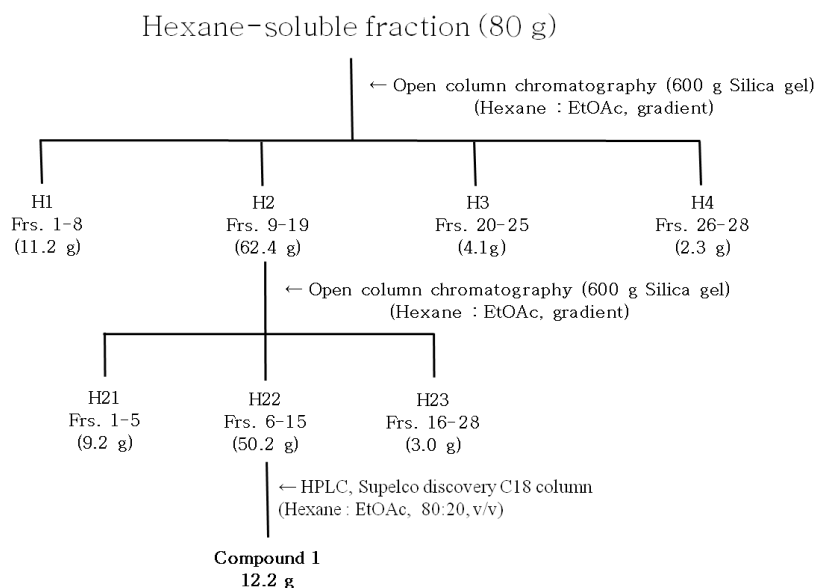 Hexane-soluble fraction (80 g)
← Open column chromatography (600 g Silica gel)
(Hexane : EtOAc, gradient)
H1
Frs. 1-8
(11.2 g)
H2
Frs. 9-19
(62.4 g)
H3
Frs. 20-25
(4.1g)
H4
Frs. 26-28
(2.3 g)
← Open column chromatography (600 g Silica gel)
(Hexane : EtOAc, gradient)
H21
Frs. 1-5
(9.2 g)
H22
Frs. 6-15
(50.2 g)
H23
Frs. 16-28
(3.0 g)
← HPLC, Supelco discovery C18 column
(Hexane : EtOAc, 80:20, v/v)
Compound 1
12.2 g